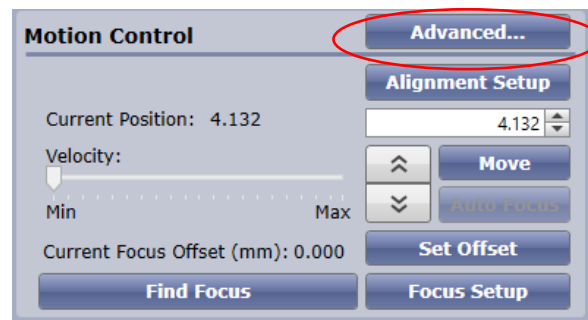 Motion Control Advanced...
Alignment Setup
Current Position: 4.132 4.132
Velocity:
Move
Min Max Auto Focus
Current Focus Offset (mm): 0.000 Set Offset
Find Focus Focus Setup